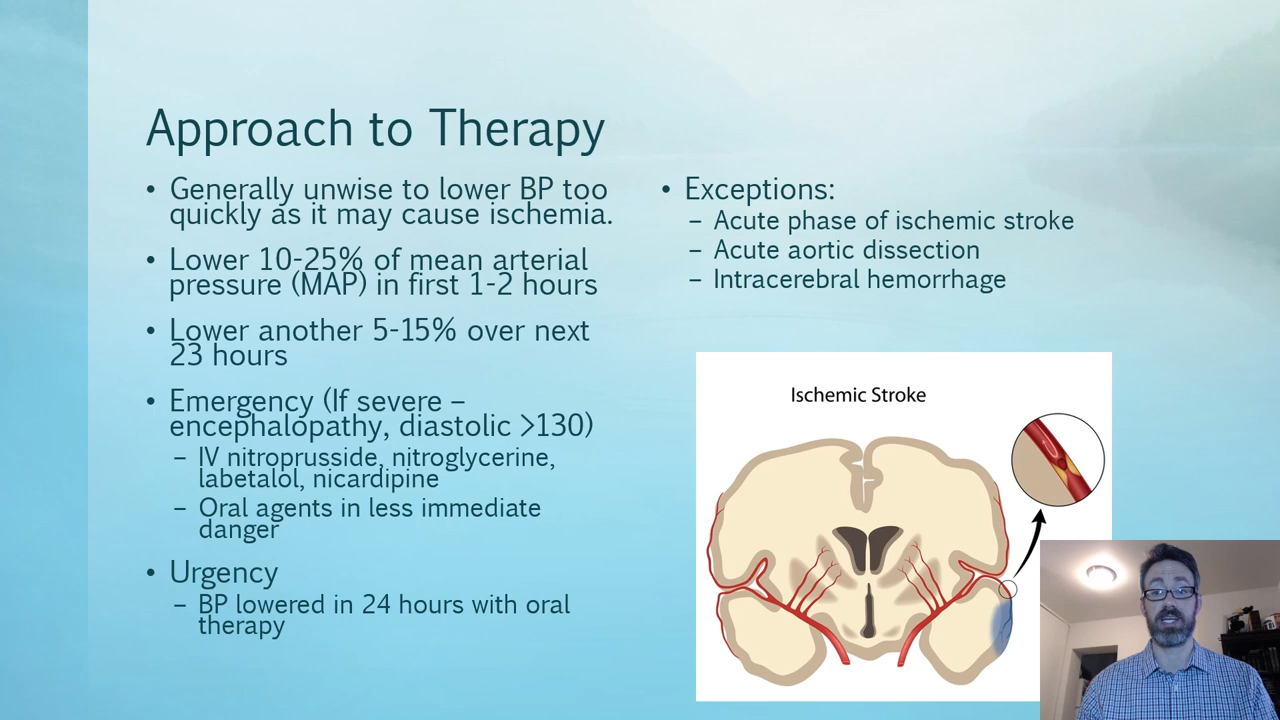 Approach to Therapy
• Generally unwise to lower BP too
quickly as it may cause ischemia.
• Lower 10-25% of mean arterial
pressure (MAP) in first 1-2 hours
• Lower another 5-15% over next
23 hours
• Emergency (If severe –
encephalopathy, diastolic >130)
– IV nitroprusside, nitroglycerine,
labetalol, nicardipine
– Oral agents in less immediate
danger
• Urgency
– BP lowered in 24 hours with oral
therapy
• Exceptions:
– Acute phase of ischemic stroke
– Acute aortic dissection
– Intracerebral hemorrhage
Ischemic Stroke